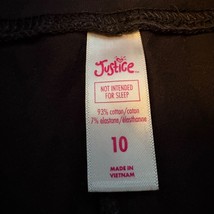 Justice
NOT INTENDED
FOR SLEEP
93% cotton/coton
7% elastane/élasthanne
10
MADE IN
VIETNAM